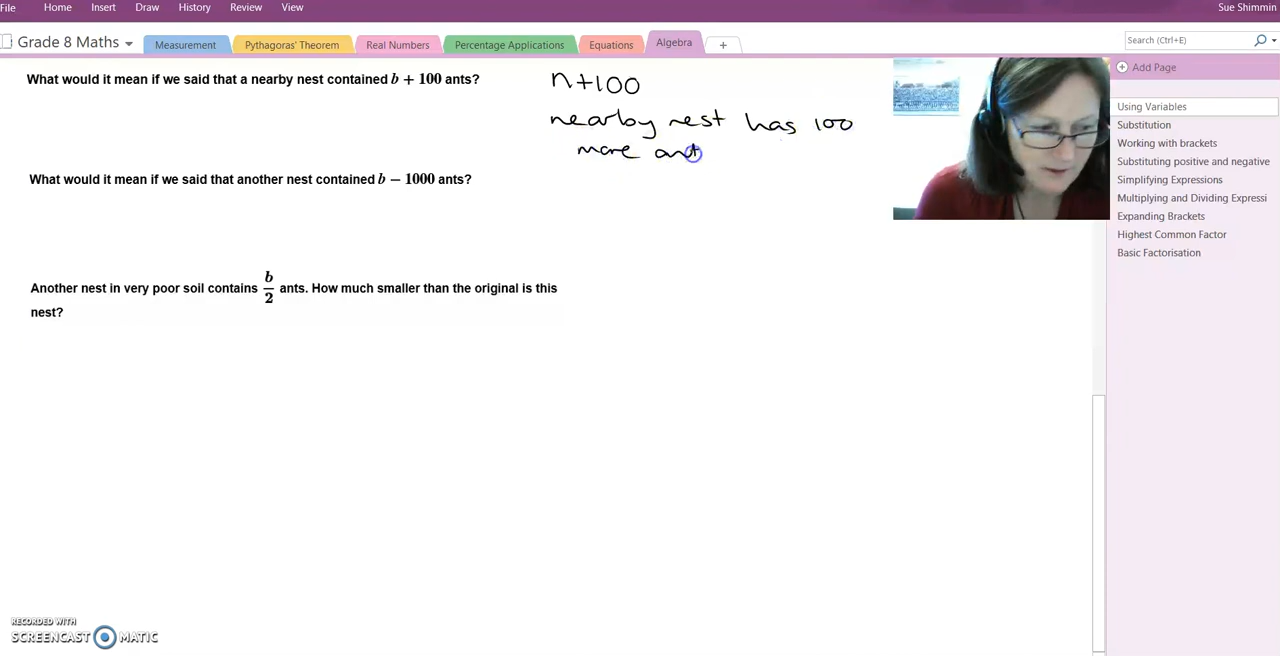 File Home Insert Draw History Review View Sue Shimmin
Grade 8 Maths Measurement Pythagoras' Theorem Real Numbers Percentage Applications Equations Algebra + Search (Ctrl+E)
Add Page
What would it mean if we said that a nearby nest contained b + 100 ants?
n+100
nearby nest has 100
more ant
What would it mean if we said that another nest contained b − 1000 ants?
Another nest in very poor soil contains b/2 ants. How much smaller than the original is this
nest?
Using Variables
Substitution
Working with brackets
Substituting positive and negative
Simplifying Expressions
Multiplying and Dividing Expressi
Expanding Brackets
Highest Common Factor
Basic Factorisation
RECORDED WITH
SCREENCAST MATIC